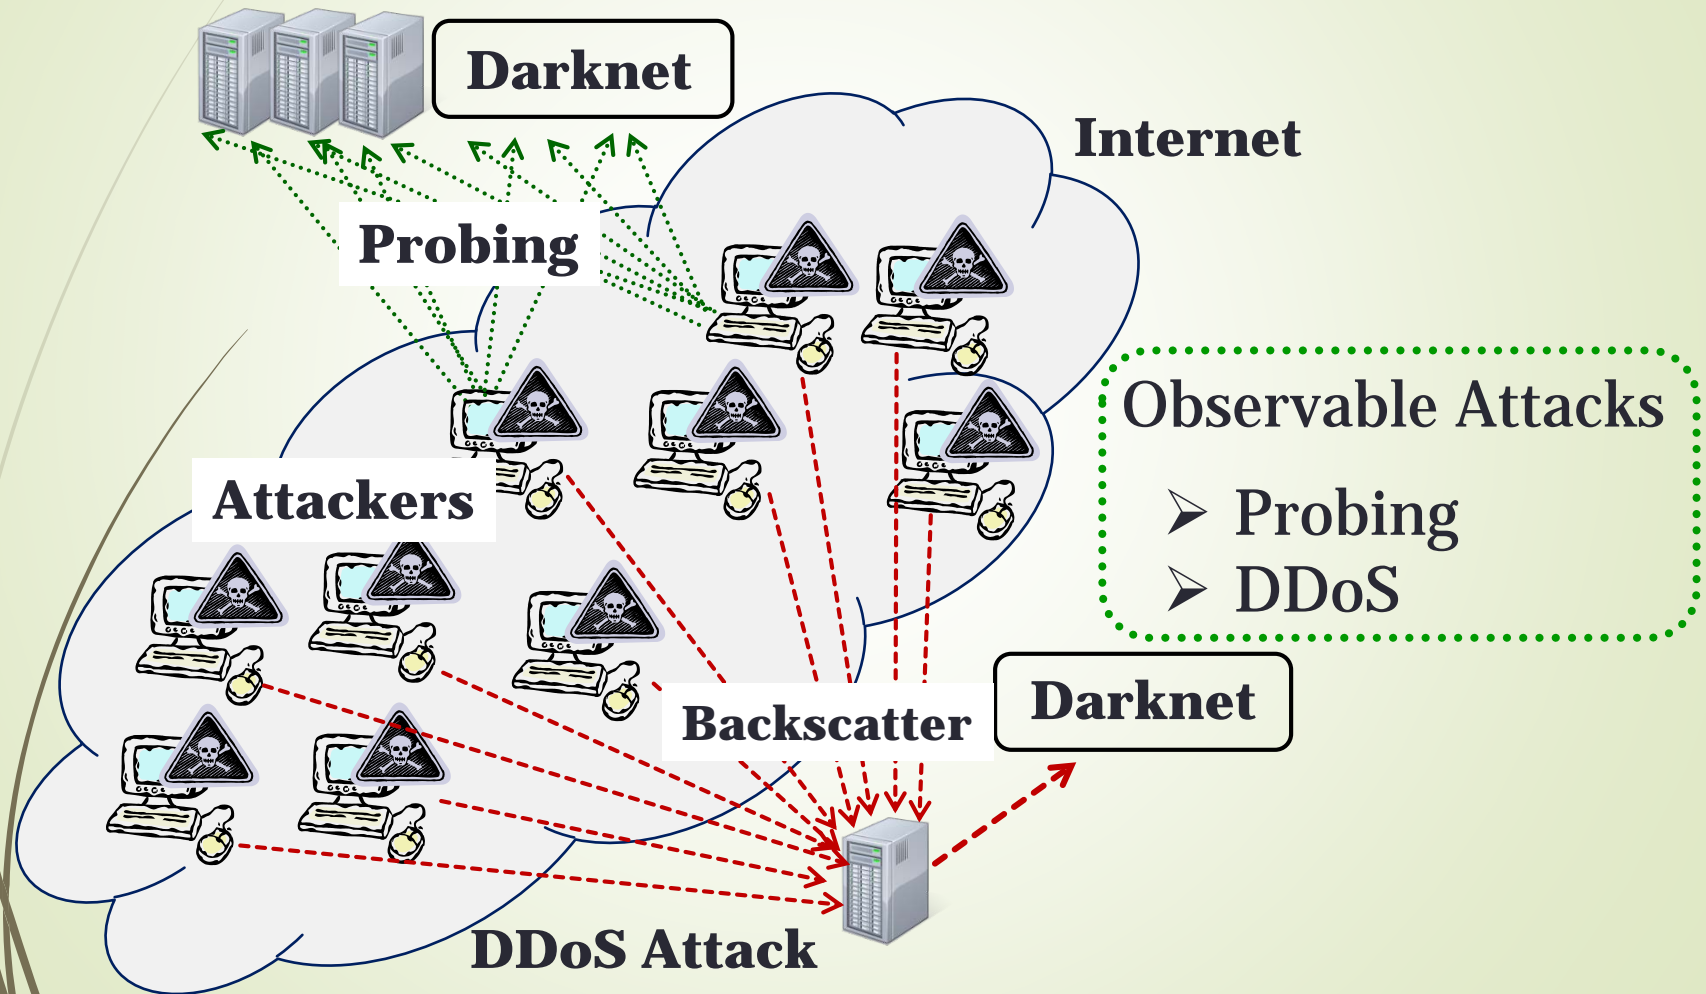 Darknet
Internet
Probing
Observable Attacks
Attackers
Probing
DDoS
Backscatter
Darknet
DDoS Attack